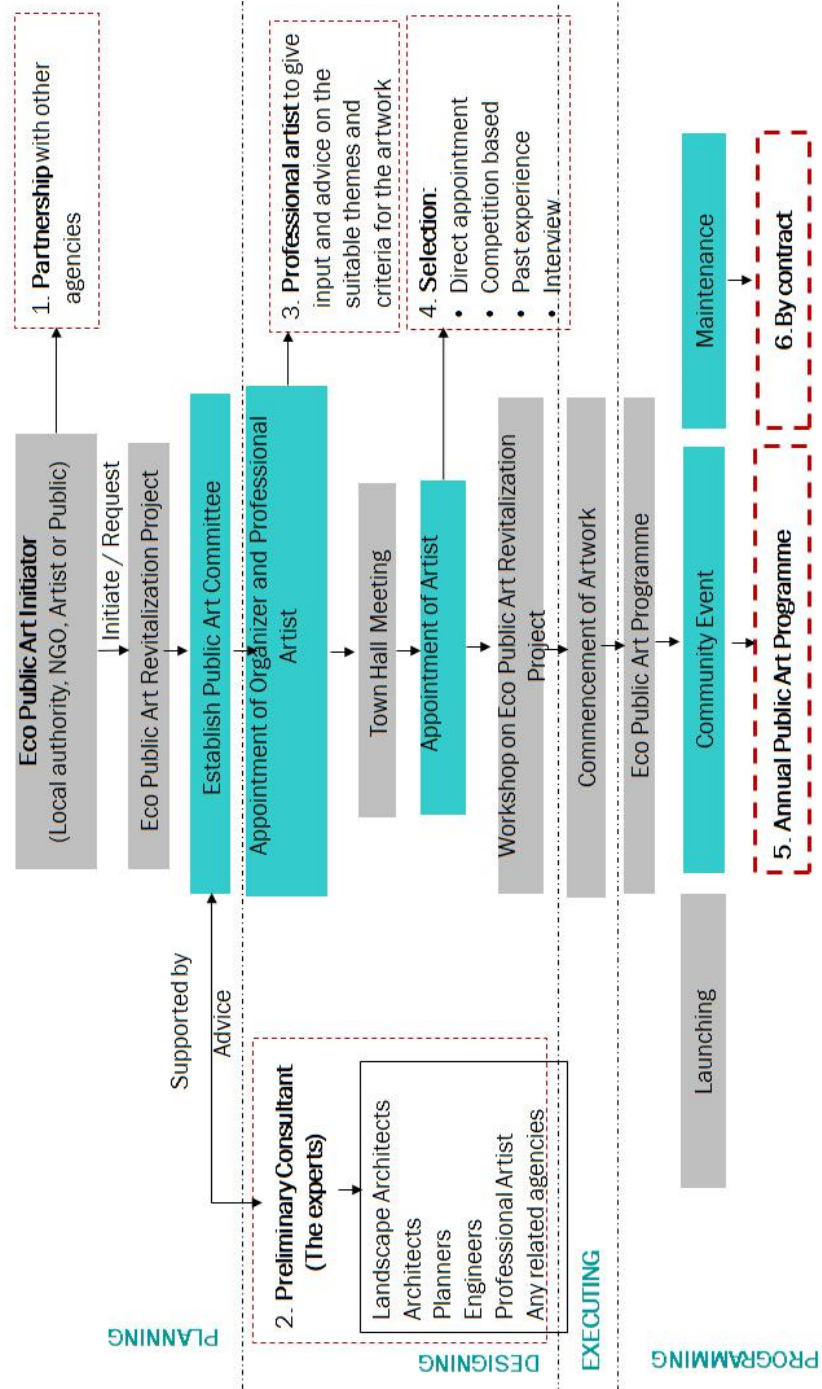 Eco Public Art Initiator
(Local authority, NGO, Artist or Public)
1. Partnership with other
agencies
Initiate / Request
Eco Public Art Revitalization Project
PLANNING
Supported by
Advice
Establish Public Art Committee
2. Preliminary Consultant
(The experts)
Landscape Architects
Architects
Planners
Engineers
Professional Artist
Any related agencies
DESIGNING
Appointment of Organizer and Professional
Artist
3. Professional artist to give
input and advice on the
suitable themes and
criteria for the artwork
Town Hall Meeting
Appointment of Artist
4. Selection:
• Direct appointment
• Competition based
• Past experience
• Interview
Workshop on Eco Public Art Revitalization
Project
EXECUTING
Commencement of Artwork
PROGRAMMING
Eco Public Art Programme
Launching
Community Event
Maintenance
5. Annual Public Art Programme
6. By contract